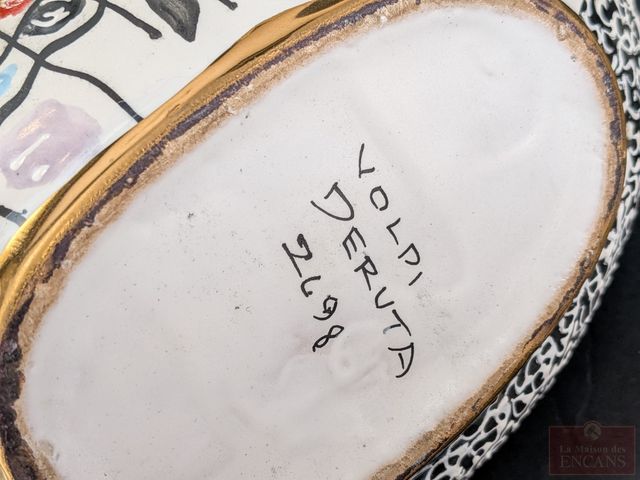 VOLPI
DERUTA
2698
La Maison des
ENCANS